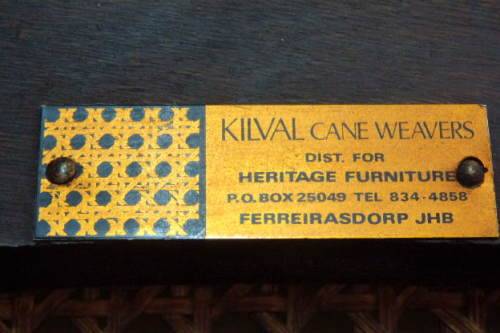 KILVAL CANE WEAVERS
DIST. FOR
HERITAGE FURNITURE
P.O. BOX 25049 TEL 834-4858
FERREIRASDORP JHB